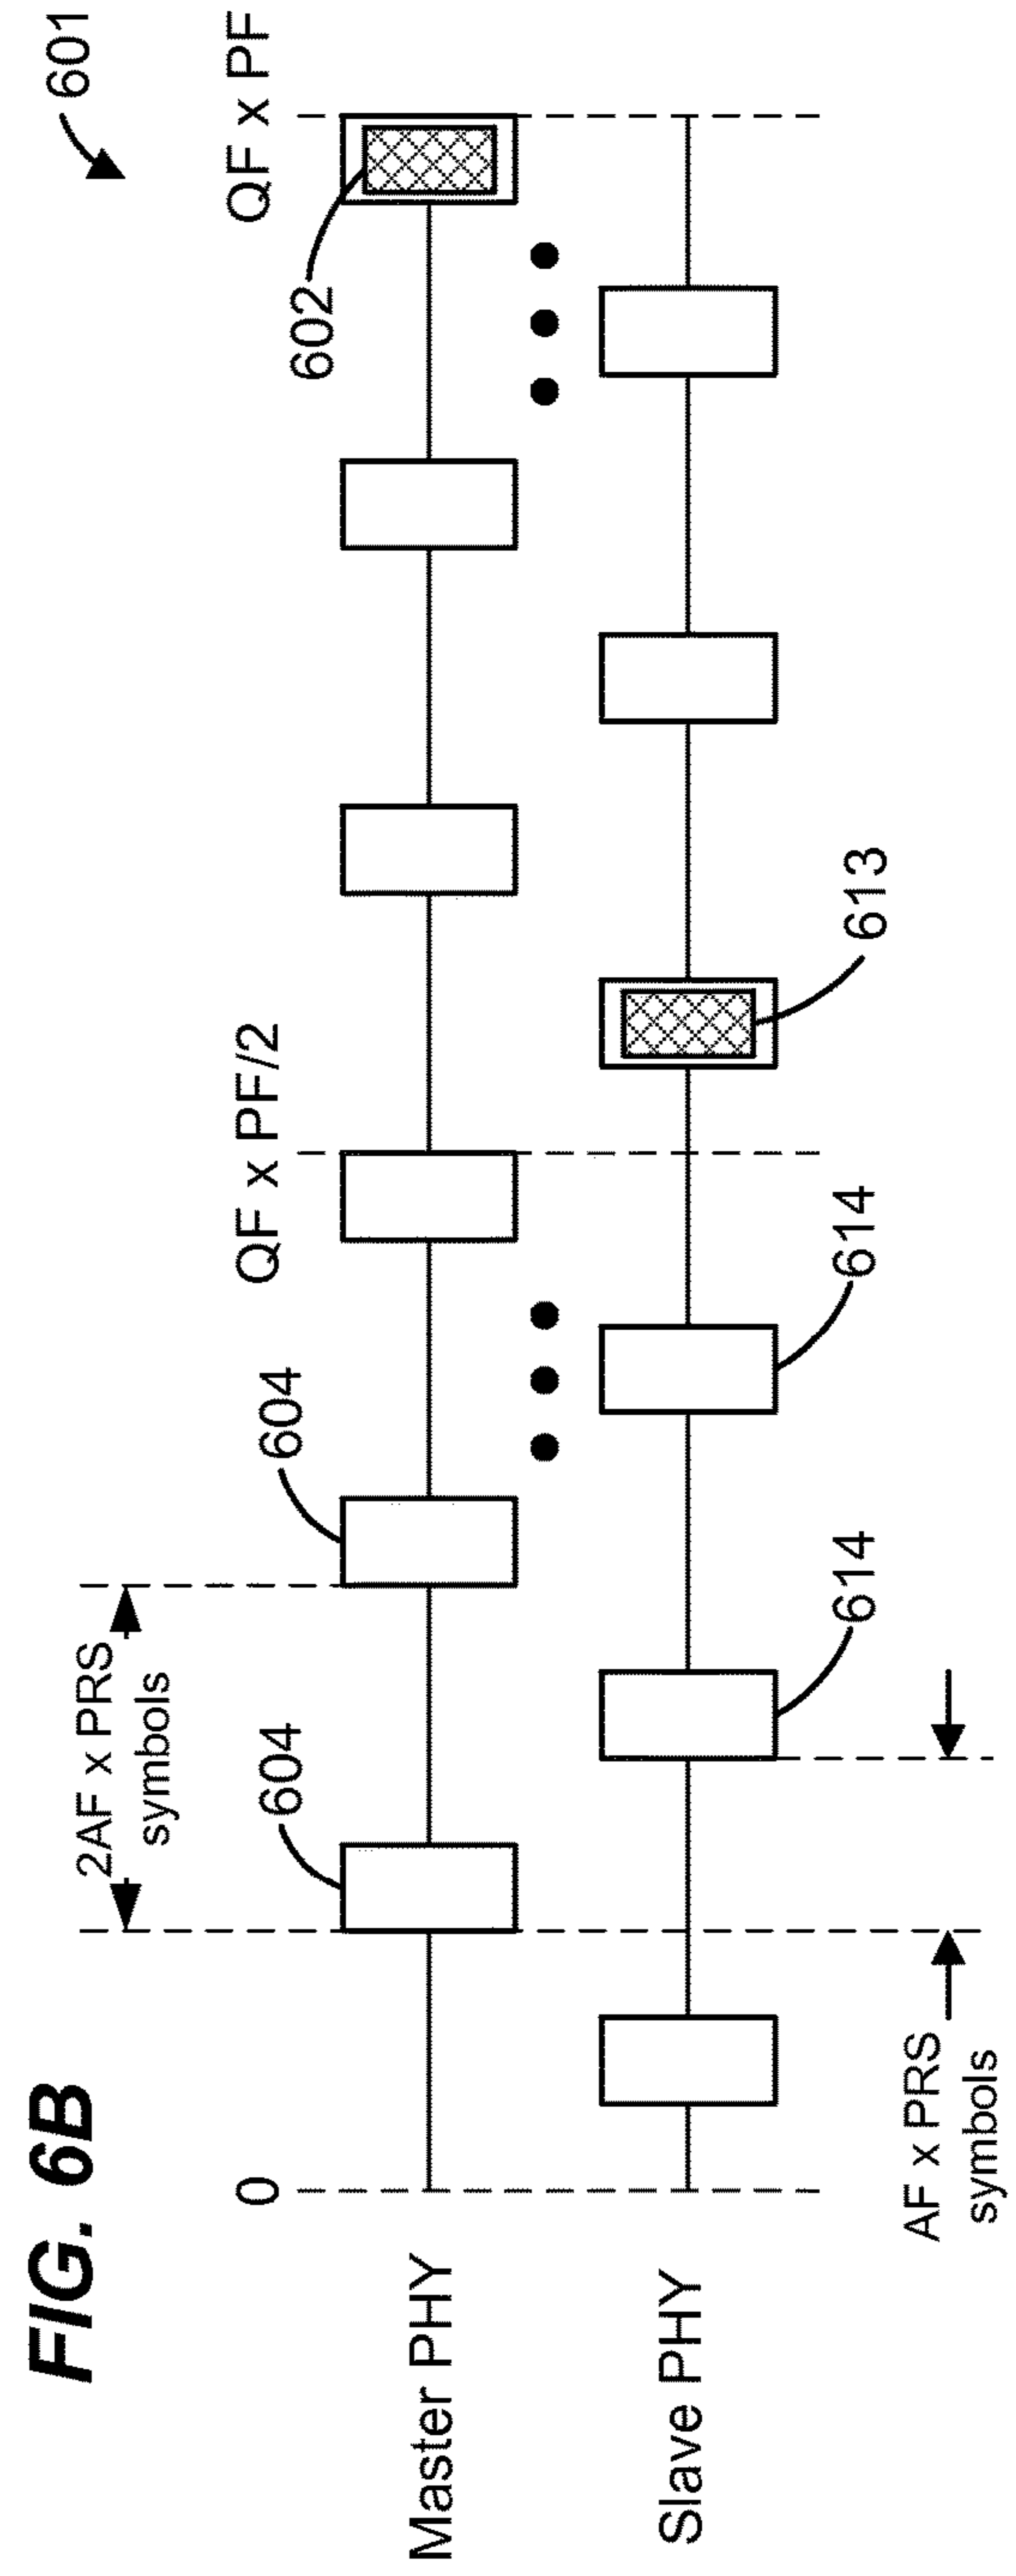 FIG. 6B
601
2AF x PRS
symbols
0
QF x PF/2
QF x PF
604
604
602
Master PHY
Slave PHY
614
614
613
AF x PRS
symbols